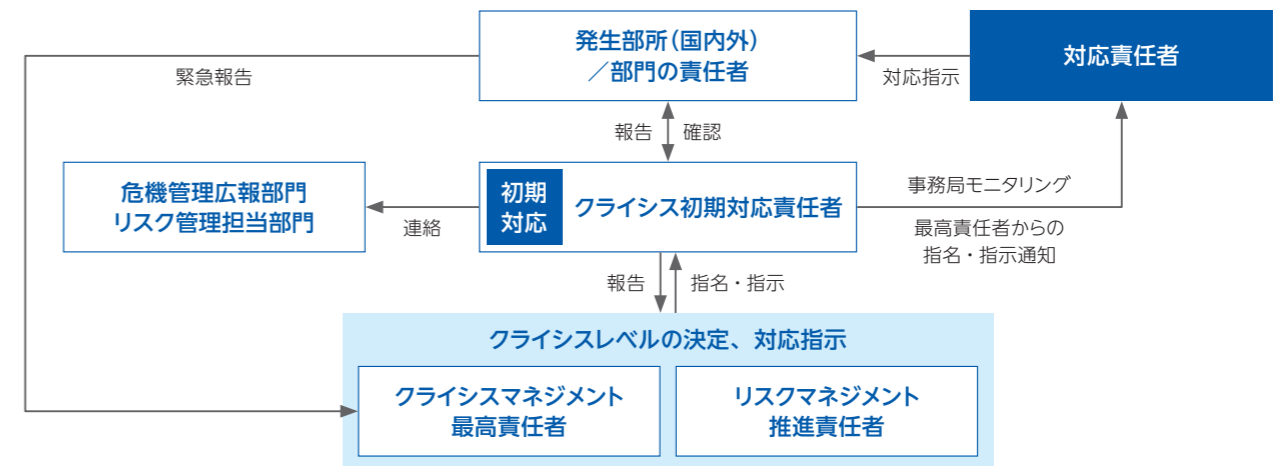 発生部所(国内外)
／部門の責任者
対応責任者
緊急報告
対応指示
報告
確認
危機管理広報部門
リスク管理担当部門
連絡
初期
対応
クライシス初期対応責任者
事務局モニタリング
最高責任者からの
指名・指示通知
報告
指名・指示
クライシスレベルの決定、対応指示
クライシスマネジメント
最高責任者
リスクマネジメント
推進責任者